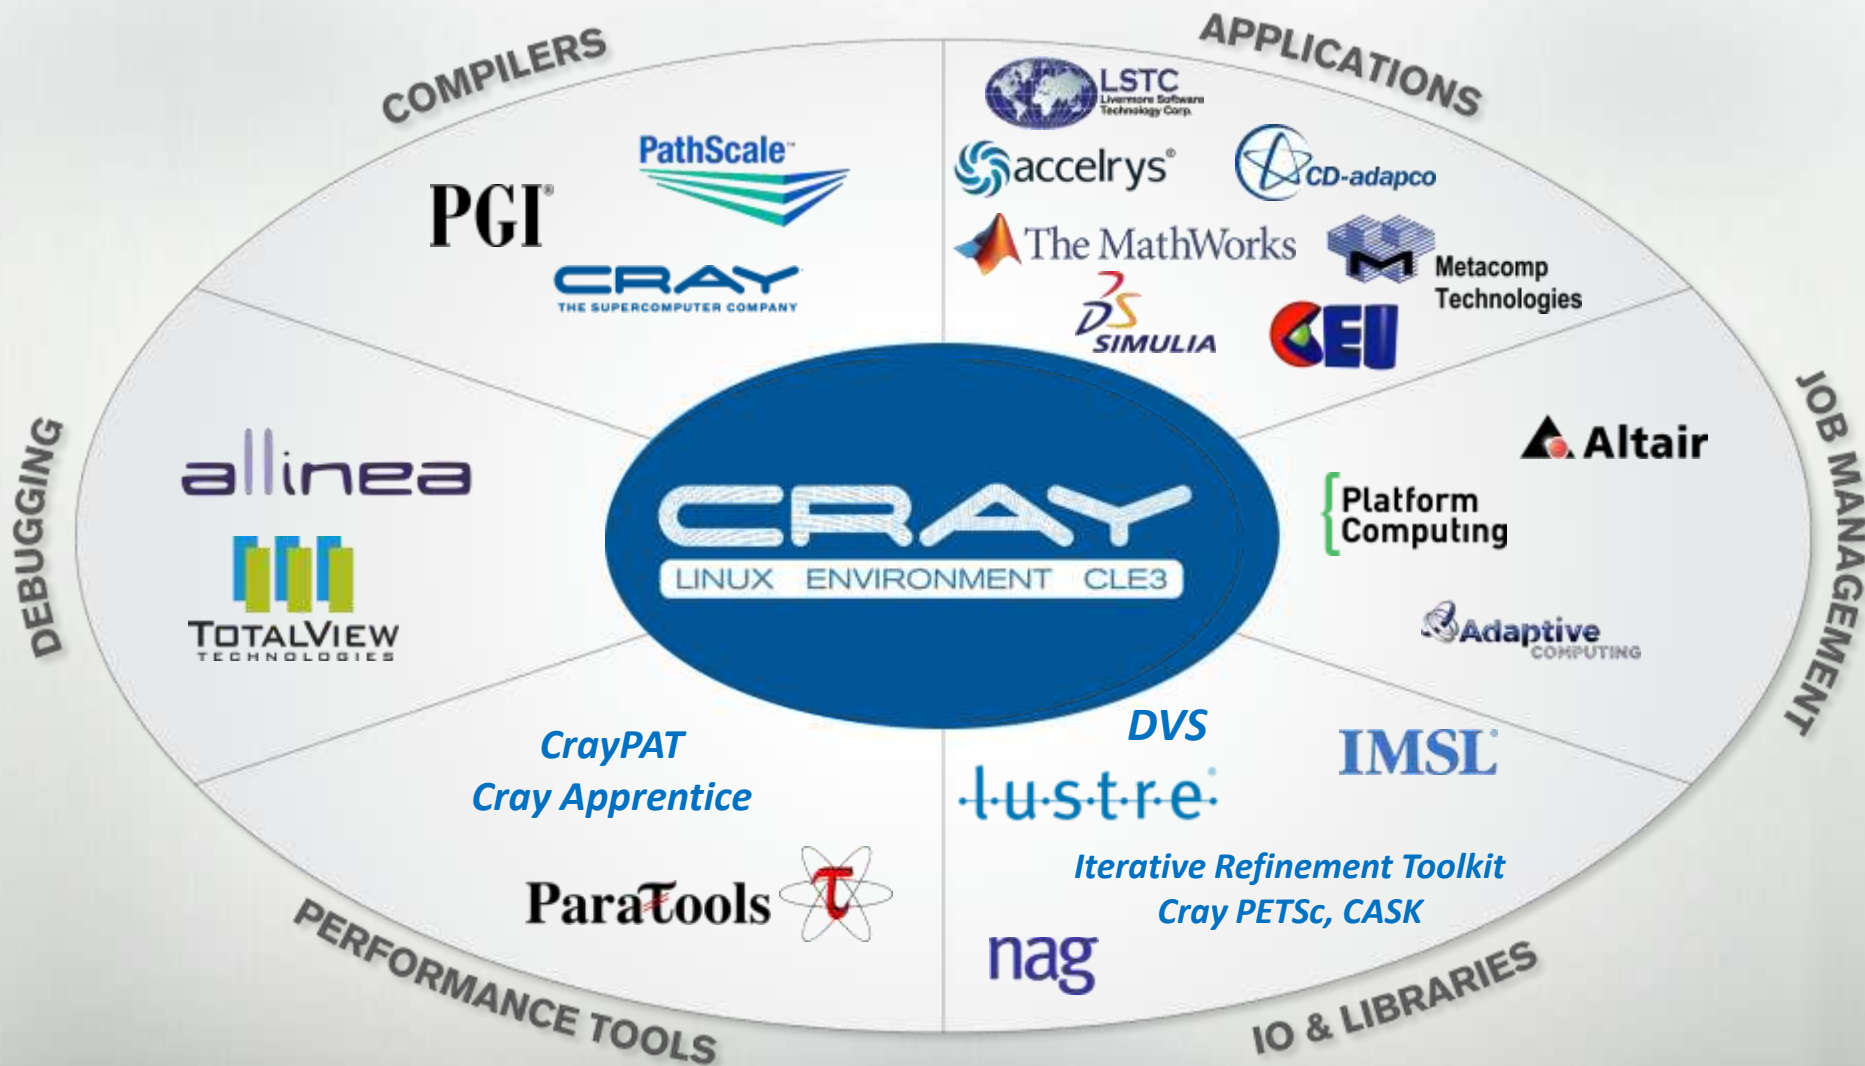 COMPILERS
PGI®
PathScale™
CRAY
THE SUPERCOMPUTER COMPANY
APPLICATIONS
LSTC
Livermore Software
Technology Corp.
accelrys®
CD-adapco
The MathWorks
Metacomp
Technologies
DS
SIMULIA
CEI
DEBUGGING
allinea
TOTALVIEW
TECHNOLOGIES
CRAY
LINUX ENVIRONMENT CLE3
JOB MANAGEMENT
Altair
Platform
Computing
Adaptive
COMPUTING
PERFORMANCE TOOLS
CrayPAT
Cray Apprentice
ParaTools
τ
IO & LIBRARIES
DVS
IMSL
l·u·s·t·r·e
Iterative Refinement Toolkit
Cray PETSc, CASK
nag